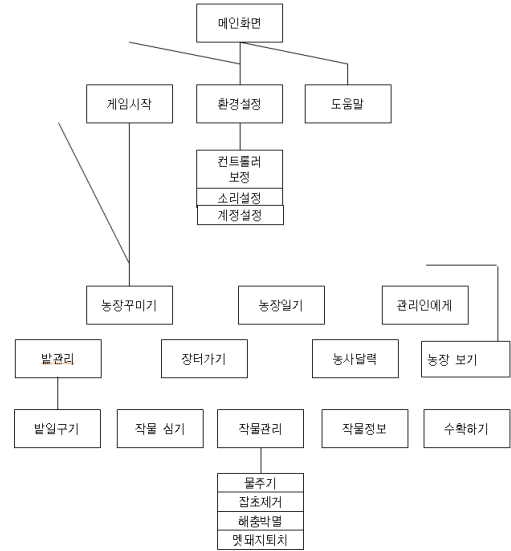 메인화면
게임시작
환경설정
도움말
컨트롤러
보정
소리설정
계정설정
농장꾸미기
농장일기
관리인에게
밭관리
장터가기
농사달력
농장 보기
밭일구기
작물 심기
작물관리
작물정보
수확하기
물주기
잡초제거
해충박멸
멧돼지퇴치